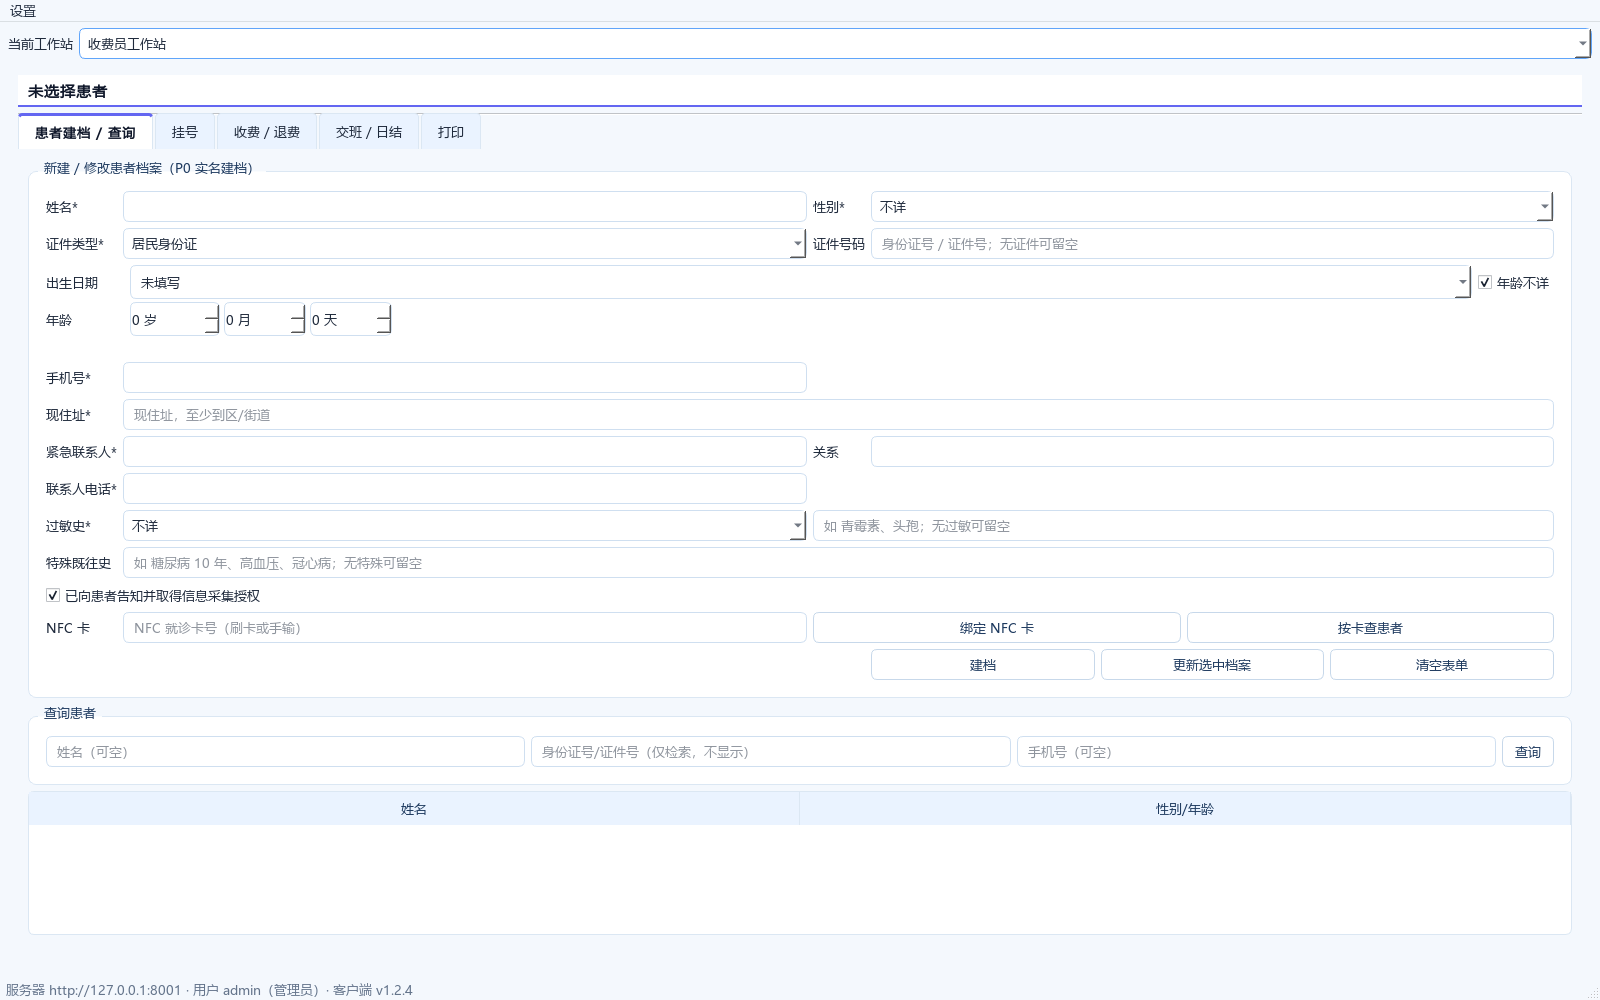 设置
当前工作站 收费员工作站
未选择患者
患者建档 / 查询 挂号 收费 / 退费 交班 / 日结 打印
新建 / 修改患者档案（P0 实名建档）
姓名* 性别* 不详
证件类型* 居民身份证 证件号码 身份证号 / 证件号；无证件可留空
出生日期 未填写 年龄不详
年龄 0 岁 0 月 0 天
手机号*
现住址* 现住址，至少到区/街道
紧急联系人* 关系
联系人电话*
过敏史* 不详 如 青霉素、头孢；无过敏可留空
特殊既往史 如 糖尿病 10 年、高血压、冠心病；无特殊可留空
已向患者告知并取得信息采集授权
NFC 卡 NFC 就诊卡号（刷卡或手输） 绑定 NFC 卡 按卡查患者
建档 更新选中档案 清空表单
查询患者
姓名（可空） 身份证号/证件号（仅检索，不显示） 手机号（可空） 查询
姓名 性别/年龄
服务器 http://127.0.0.1:8001 · 用户 admin（管理员）· 客户端 v1.2.4